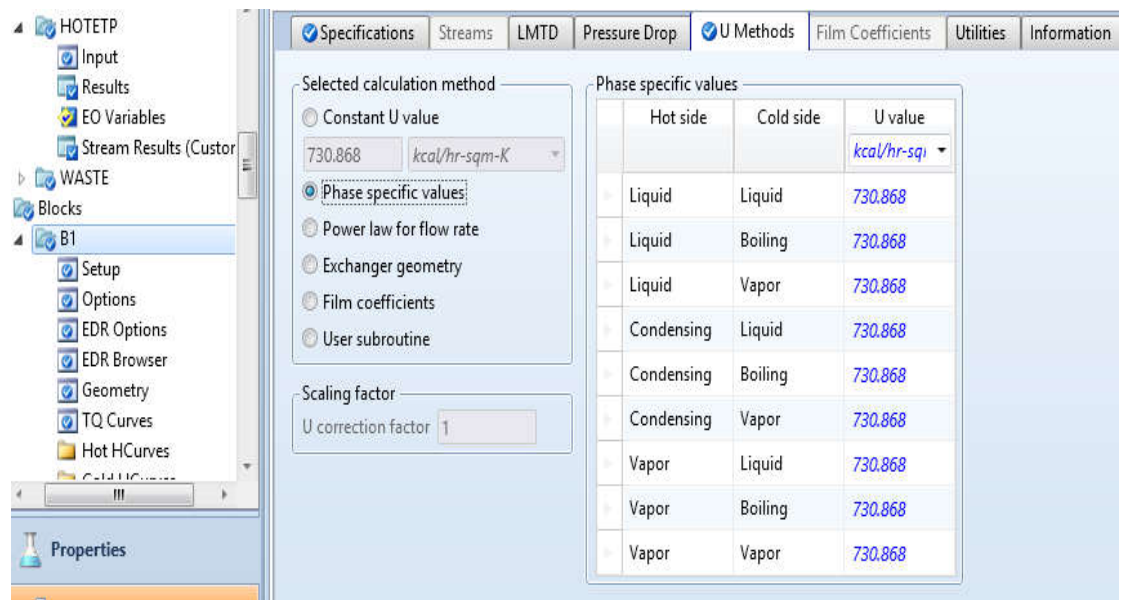 HOTETP
Input
Results
EO Variables
Stream Results (Custor
WASTE
Blocks
B1
Setup
Options
EDR Options
EDR Browser
Geometry
TQ Curves
Hot HCurves
Properties
Specifications Streams LMTD Pressure Drop U Methods Film Coefficients Utilities Information
Selected calculation method
Constant U value
730.868 kcal/hr-sqm-K
Phase specific values
Power law for flow rate
Exchanger geometry
Film coefficients
User subroutine
Scaling factor
U correction factor 1
Phase specific values
Hot side Cold side U value
kcal/hr-sqı
Liquid Liquid 730.868
Liquid Boiling 730.868
Liquid Vapor 730.868
Condensing Liquid 730.868
Condensing Boiling 730.868
Condensing Vapor 730.868
Vapor Liquid 730.868
Vapor Boiling 730.868
Vapor Vapor 730.868